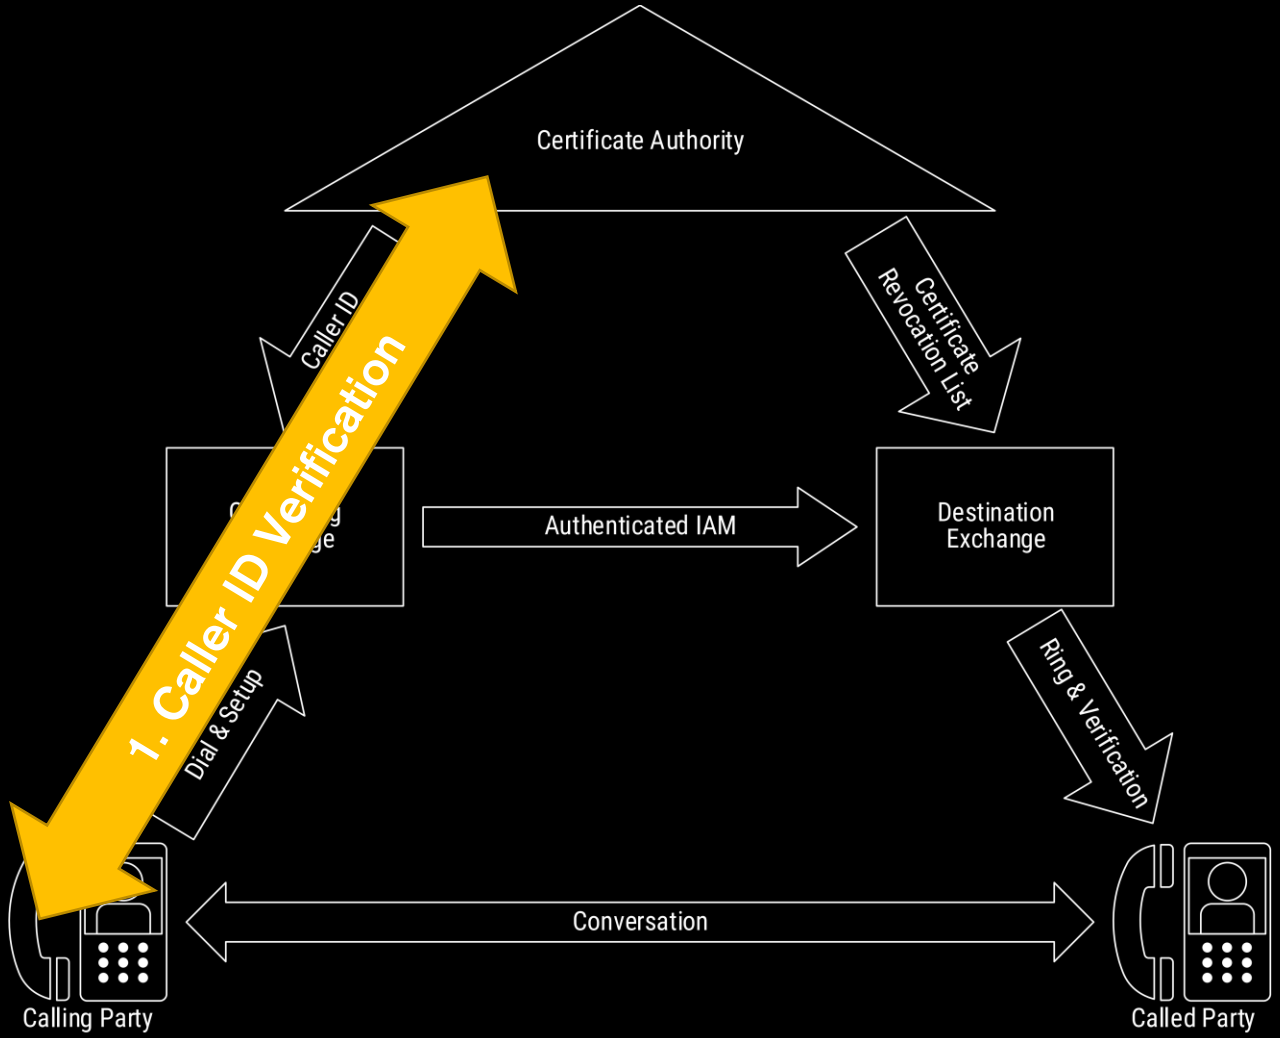 Certificate Authority
Caller ID
Certificate
Revocation List
1. Caller ID Verification
Authenticated IAM
Destination
Exchange
Dial & Setup
Ring & Verification
Conversation
Calling Party
Called Party